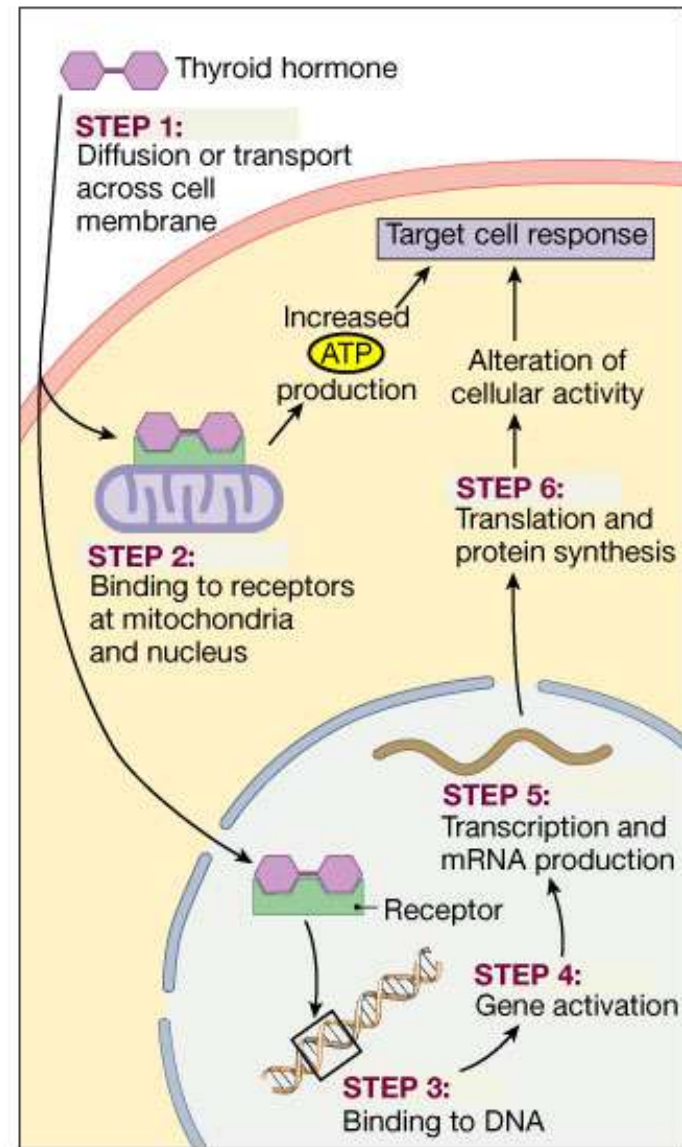 Thyroid hormone
STEP 1:
Diffusion or transport
across cell
membrane
Target cell response
Increased
ATP
production
Alteration of
cellular activity
STEP 2:
Binding to receptors
at mitochondria
and nucleus
STEP 6:
Translation and
protein synthesis
STEP 5:
Transcription and
mRNA production
Receptor
STEP 4:
Gene activation
STEP 3:
Binding to DNA